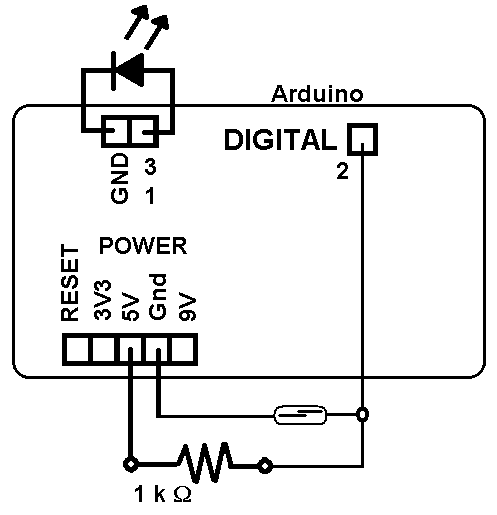 Arduino
DIGITAL
2
GND
3
1
POWER
RESET
3V3
5V
Gnd
9V
1 k Ω